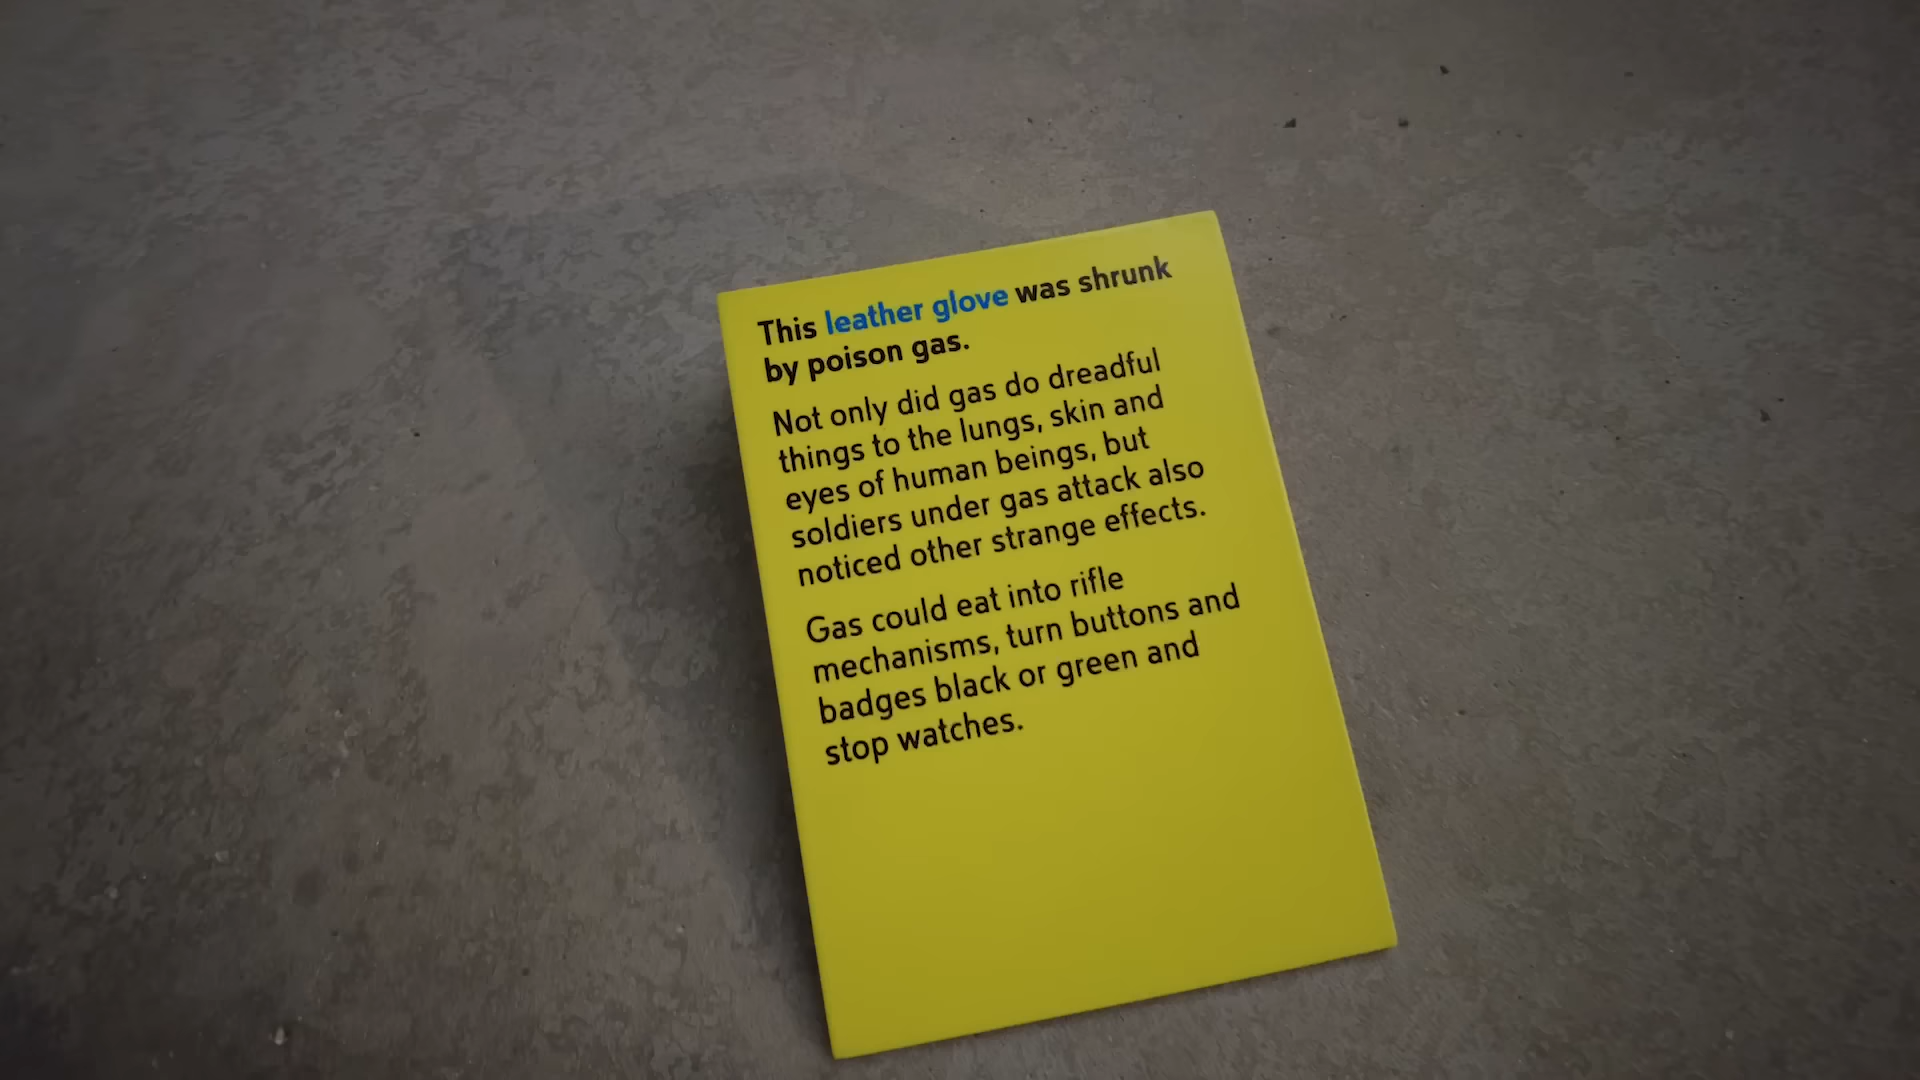 This leather glove was shrunk
by poison gas.
Not only did gas do dreadful
things to the lungs, skin and
eyes of human beings, but
soldiers under gas attack also
noticed other strange effects.
Gas could eat into rifle
mechanisms, turn buttons and
badges black or green and
stop watches.